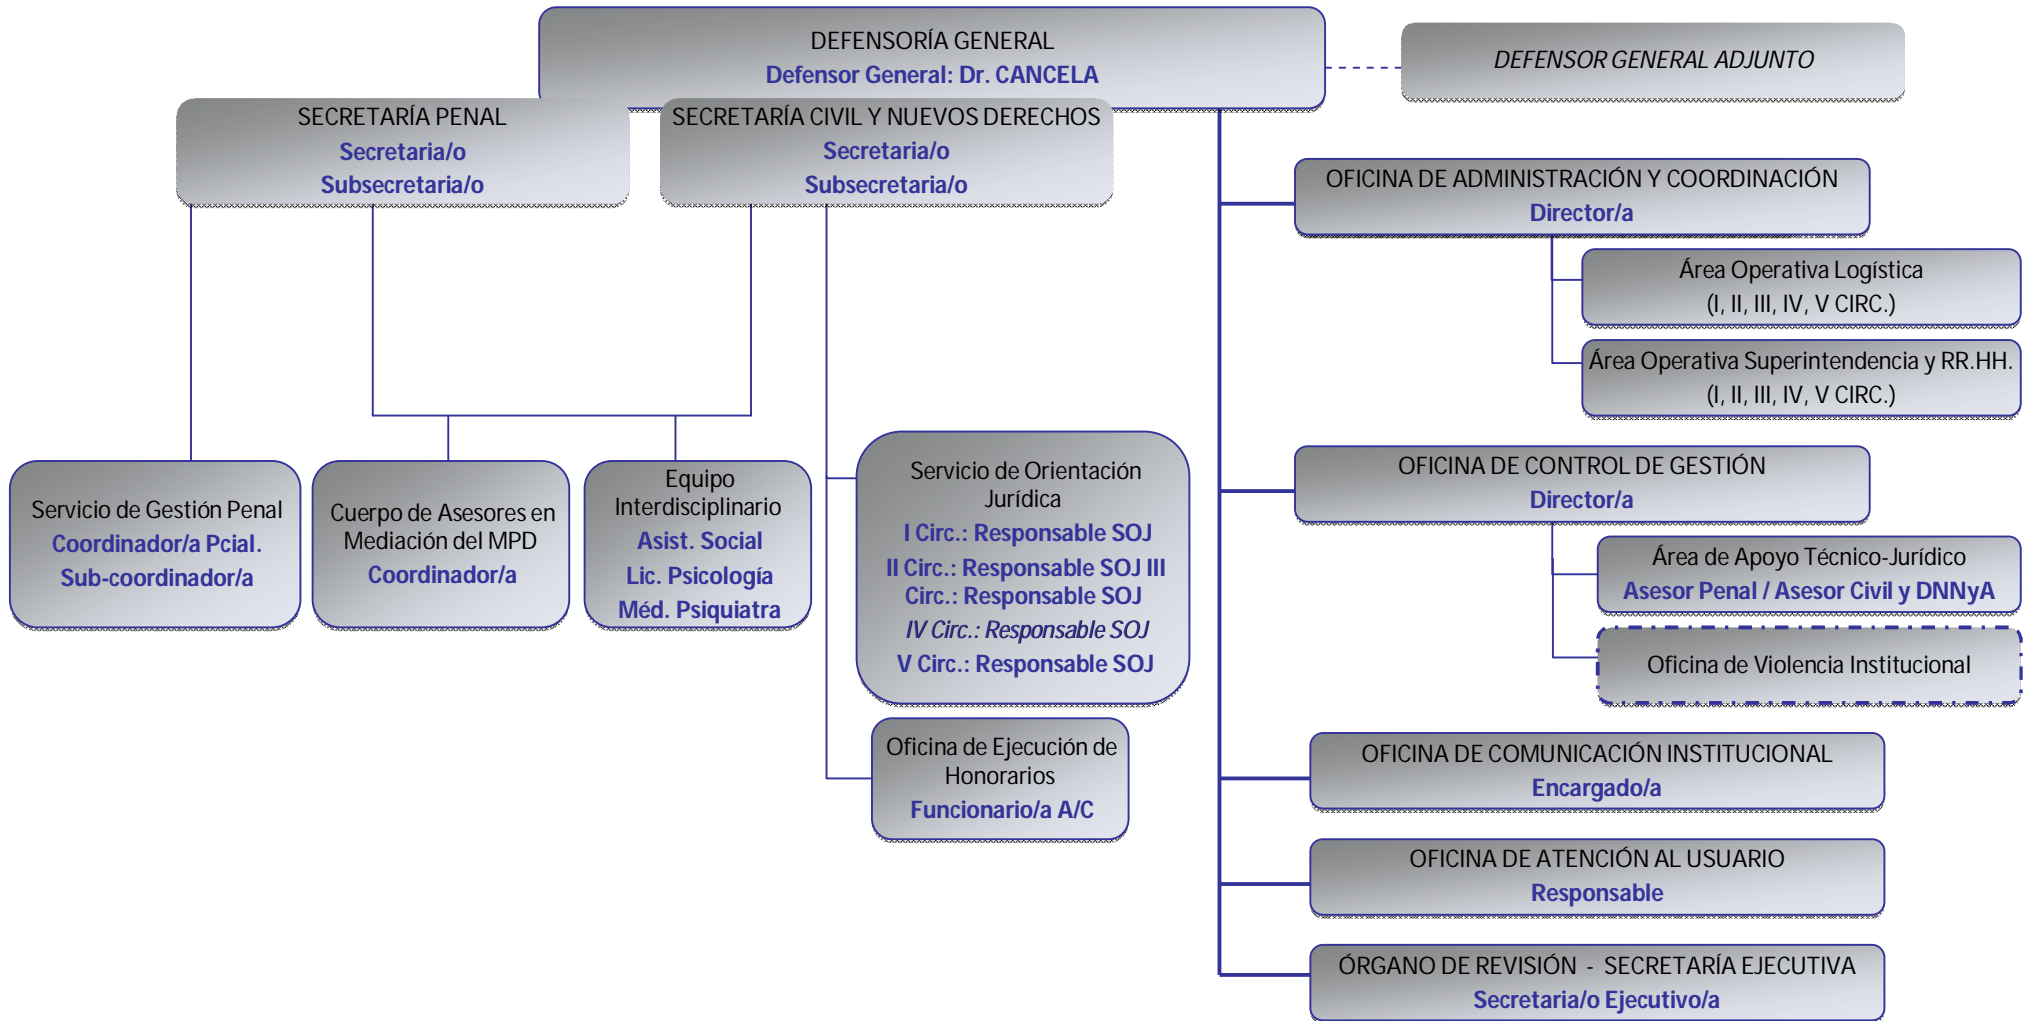 DEFENSORÍA GENERAL
Defensor General: Dr. CANCELA
DEFENSOR GENERAL ADJUNTO
SECRETARÍA PENAL
Secretaria/o
Subsecretaria/o
SECRETARÍA CIVIL Y NUEVOS DERECHOS
Secretaria/o
Subsecretaria/o
OFICINA DE ADMINISTRACIÓN Y COORDINACIÓN
Director/a
Área Operativa Logística
(I, II, III, IV, V CIRC.)
Área Operativa Superintendencia y RR.HH.
(I, II, III, IV, V CIRC.)
Servicio de Gestión Penal
Coordinador/a Pcial.
Sub-coordinador/a
Cuerpo de Asesores en
Mediación del MPD
Coordinador/a
Equipo
Interdisciplinario
Asist. Social
Lic. Psicología
Méd. Psiquiatra
Servicio de Orientación
Jurídica
I Circ.: Responsable SOJ
II Circ.: Responsable SOJ III
Circ.: Responsable SOJ
IV Circ.: Responsable SOJ
V Circ.: Responsable SOJ
Oficina de Ejecución de
Honorarios
Funcionario/a A/C
OFICINA DE CONTROL DE GESTIÓN
Director/a
Área de Apoyo Técnico-Jurídico
Asesor Penal / Asesor Civil y DNNyA
Oficina de Violencia Institucional
OFICINA DE COMUNICACIÓN INSTITUCIONAL
Encargado/a
OFICINA DE ATENCIÓN AL USUARIO
Responsable
ÓRGANO DE REVISIÓN - SECRETARÍA EJECUTIVA
Secretaria/o Ejecutivo/a